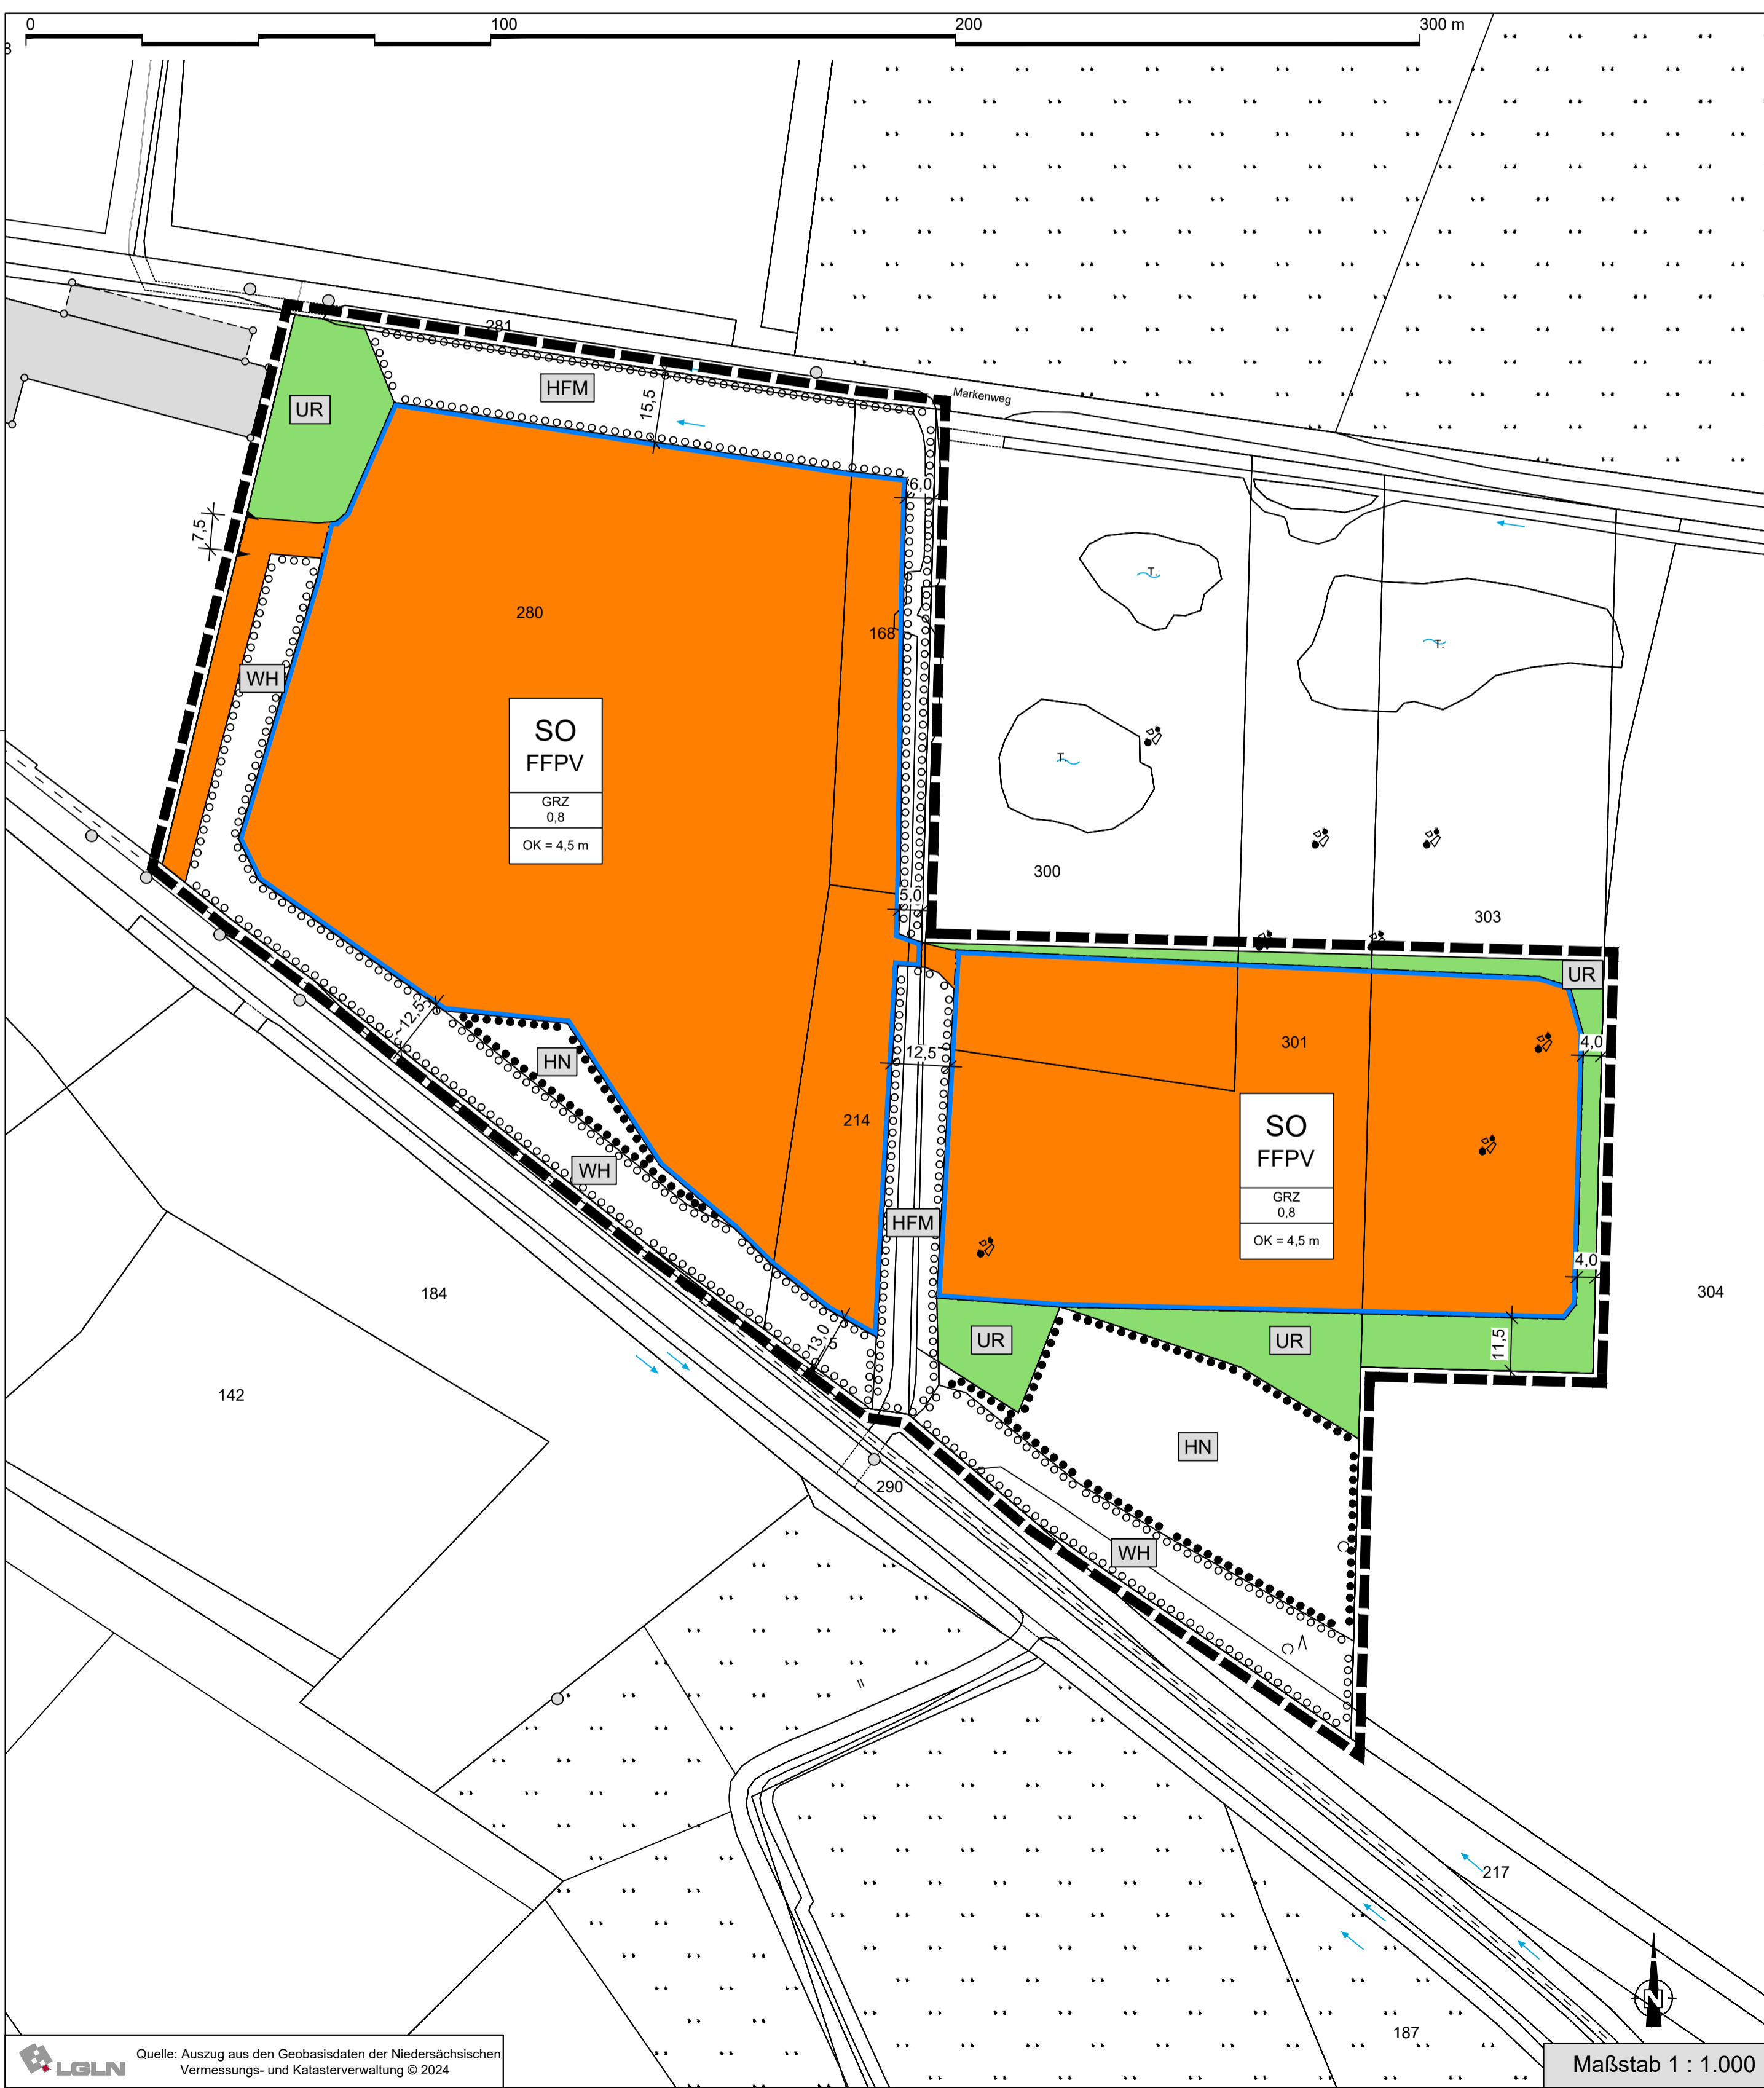 0
100
200
300 m
281
Markenweg
HFM
15,5
UR
6,0
7,5
280
168
T.
T.
WH
T.
SO
FFPV
GRZ
0,8
OK = 4,5 m
300
5,0
303
UR
~12,5
301
4,0
12,5
HN
SO
FFPV
GRZ
0,8
OK = 4,5 m
214
WH
HFM
4,0
184
304
13,0
UR
UR
11,5
142
HN
290
WH
217
N
187
LGLN
Quelle: Auszug aus den Geobasisdaten der Niedersächsischen
Vermessungs- und Katasterverwaltung © 2024
Maßstab 1 : 1.000